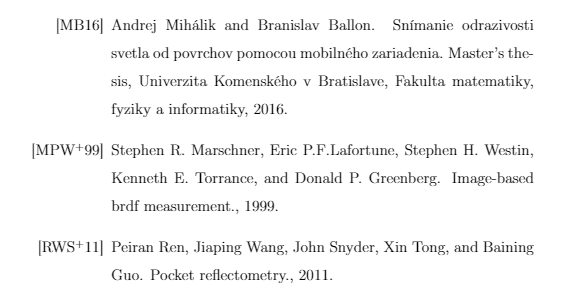 [MB16] Andrej Mihálik and Branislav Ballon. Snímanie odrazivosti
svetla od povrchov pomocou mobilného zariadenia. Master's the-
sis, Univerzita Komenského v Bratislave, Fakulta matematiky,
fyziky a informatiky, 2016.
[MPW+99] Stephen R. Marschner, Eric P.F.Lafortune, Stephen H. Westin,
Kenneth E. Torrance, and Donald P. Greenberg. Image-based
brdf measurement., 1999.
[RWS+11] Peiran Ren, Jiaping Wang, John Snyder, Xin Tong, and Baining
Guo. Pocket reflectometry., 2011.